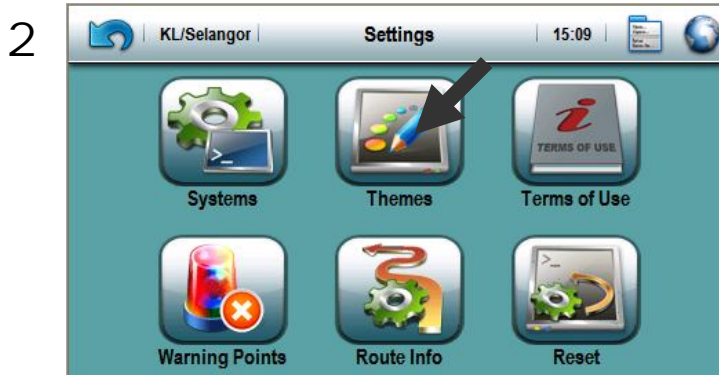 2
KL/Selangor Settings 15:09
>_
TERMS OF USE
Systems Themes Terms of Use
>_
Warning Points Route Info Reset